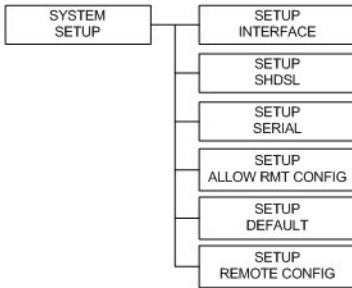 SYSTEM
SETUP
SETUP
INTERFACE
SETUP
SHDSL
SETUP
SERIAL
SETUP
ALLOW RMT CONFIG
SETUP
DEFAULT
SETUP
REMOTE CONFIG